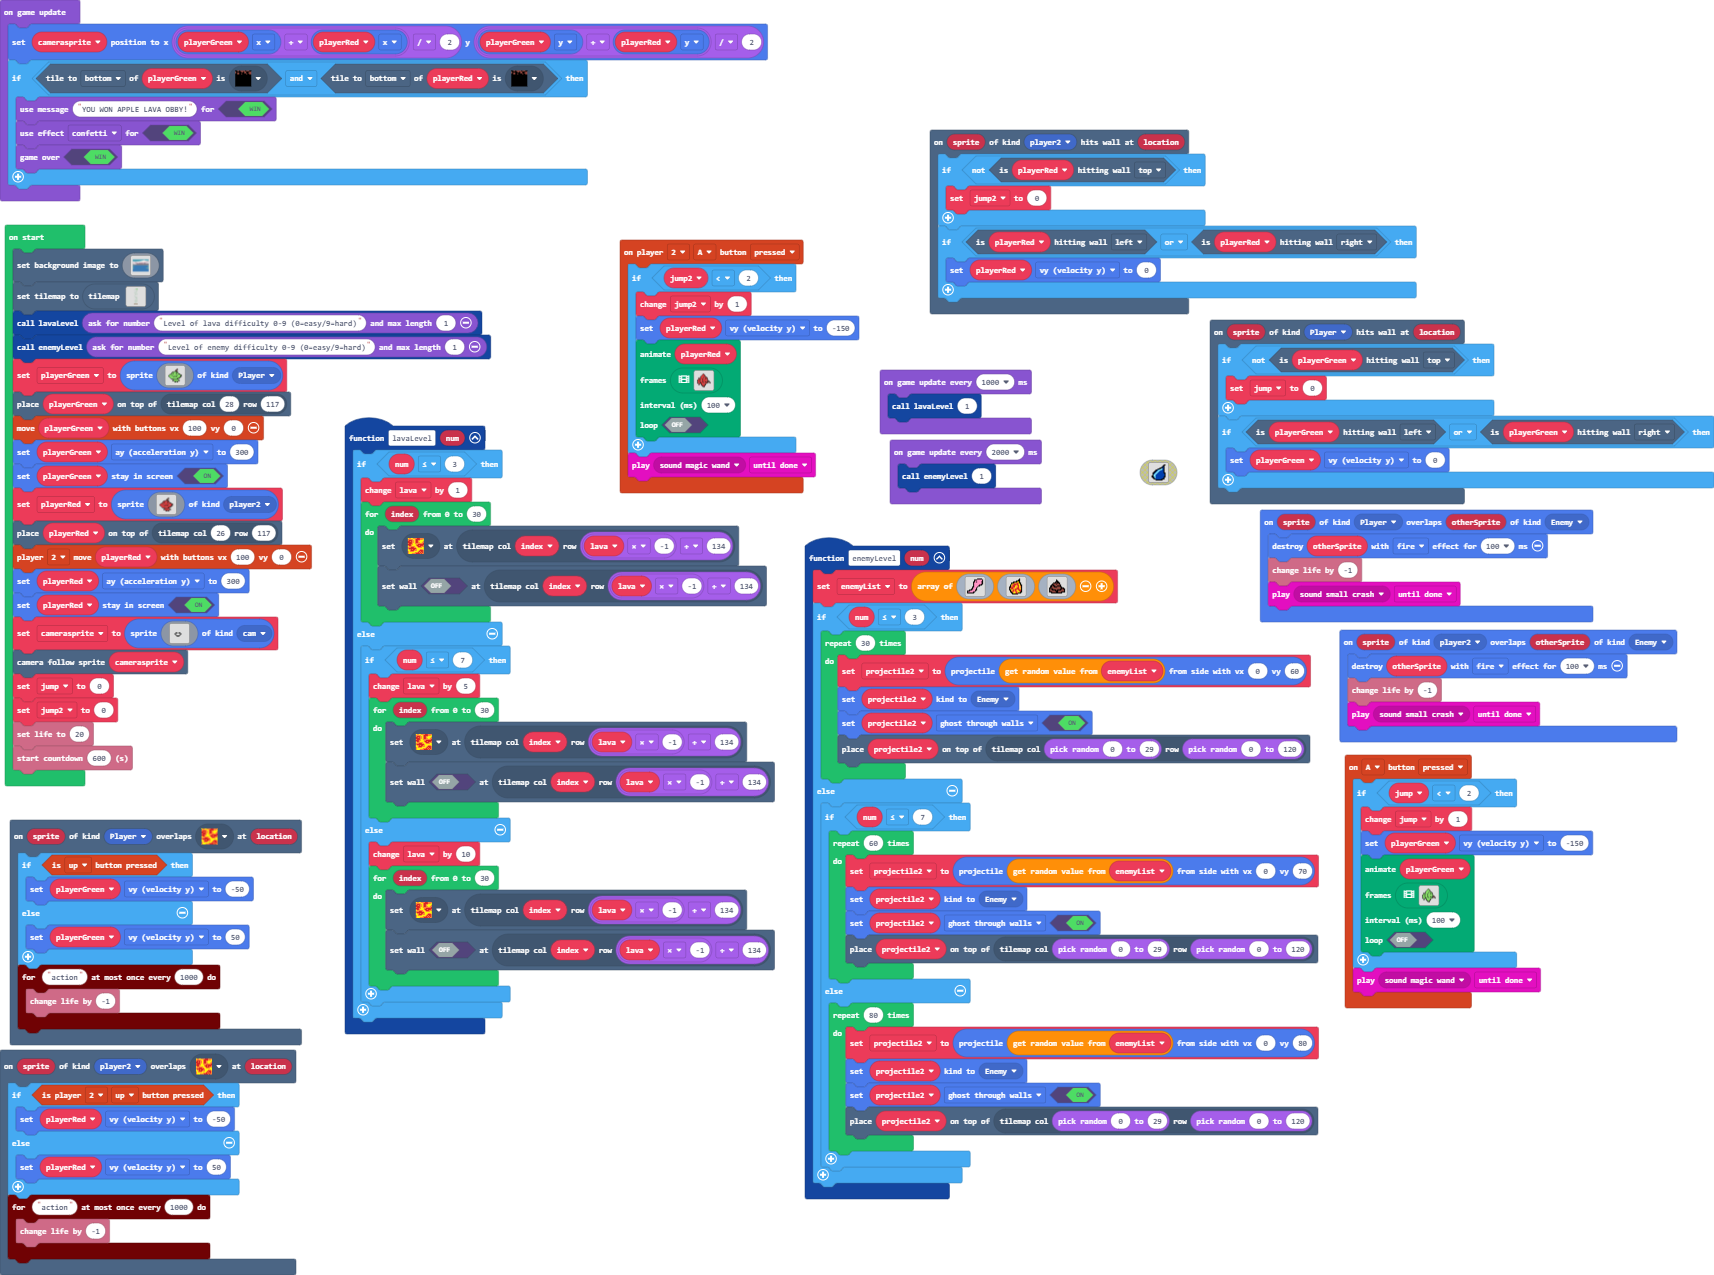 on game update
set camerasprite position to x playerGreen x + playerRed x / 2 y playerGreen y + playerRed y / 2
if tile to bottom of playerGreen is and tile to bottom of playerRed is then
use message "YOU WON APPLE LAVA OBBY!" for WIN
use effect confetti for WIN
game over WIN
on start
set background image to
set tilemap to tilemap
call lavaLevel ask for number "Level of lava difficulty 0-9 (0=easy/9=hard)" and max length 1
call enemyLevel ask for number "Level of enemy difficulty 0-9 (0=easy/9=hard)" and max length 1
set playerGreen to sprite of kind Player
place playerGreen on top of tilemap col 28 row 117
move playerGreen with buttons vx 100 vy 0
set playerGreen ay (acceleration y) to 300
set playerGreen stay in screen ON
set playerRed to sprite of kind player2
place playerRed on top of tilemap col 26 row 117
player 2 move playerRed with buttons vx 100 vy 0
set playerRed ay (acceleration y) to 300
set playerRed stay in screen ON
set camerasprite to sprite of kind cam
camera follow sprite camerasprite
set jump to 0
set jump2 to 0
set life to 20
start countdown 600 (s)
on sprite of kind Player overlaps at location
if is up button pressed then
set playerGreen vy (velocity y) to -50
else
set playerGreen vy (velocity y) to 50
for "action" at most once every 1000 do
change life by -1
on sprite of kind player2 overlaps at location
if is player 2 up button pressed then
set playerRed vy (velocity y) to -50
else
set playerRed vy (velocity y) to 50
for "action" at most once every 1000 do
change life by -1
function lavaLevel num
if num ≤ 3 then
change lava by 1
for index from 0 to 30
do
set at tilemap col index row lava × -1 + 134
set wall OFF at tilemap col index row lava × -1 + 134
else
if num ≤ 7 then
change lava by 5
for index from 0 to 30
do
set at tilemap col index row lava × -1 + 134
set wall OFF at tilemap col index row lava × -1 + 134
else
change lava by 10
for index from 0 to 30
do
set at tilemap col index row lava × -1 + 134
set wall OFF at tilemap col index row lava × -1 + 134
on player 2 A button pressed
if jump2 < 2 then
change jump2 by 1
set playerRed vy (velocity y) to -150
animate playerRed
frames
interval (ms) 100
loop OFF
play sound magic wand until done
on game update every 1000 ms
call lavaLevel 1
on game update every 2000 ms
call enemyLevel 1
function enemyLevel num
set enemyList to array of
if num ≤ 3 then
repeat 30 times
do
set projectile2 to projectile get random value from enemyList from side with vx 0 vy 60
set projectile2 kind to Enemy
set projectile2 ghost through walls ON
place projectile2 on top of tilemap col pick random 0 to 29 row pick random 0 to 120
else
if num ≤ 7 then
repeat 60 times
do
set projectile2 to projectile get random value from enemyList from side with vx 0 vy 70
set projectile2 kind to Enemy
set projectile2 ghost through walls ON
place projectile2 on top of tilemap col pick random 0 to 29 row pick random 0 to 120
else
repeat 80 times
do
set projectile2 to projectile get random value from enemyList from side with vx 0 vy 80
set projectile2 kind to Enemy
set projectile2 ghost through walls ON
place projectile2 on top of tilemap col pick random 0 to 29 row pick random 0 to 120
on sprite of kind player2 hits wall at location
if not is playerRed hitting wall top then
set jump2 to 0
if is playerRed hitting wall left or is playerRed hitting wall right then
set playerRed vy (velocity y) to 0
on sprite of kind Player hits wall at location
if not is playerGreen hitting wall top then
set jump to 0
if is playerGreen hitting wall left or is playerGreen hitting wall right then
set playerGreen vy (velocity y) to 0
on sprite of kind Player overlaps otherSprite of kind Enemy
destroy otherSprite with fire effect for 100 ms
change life by -1
play sound small crash until done
on sprite of kind player2 overlaps otherSprite of kind Enemy
destroy otherSprite with fire effect for 100 ms
change life by -1
play sound small crash until done
on A button pressed
if jump < 2 then
change jump by 1
set playerGreen vy (velocity y) to -150
animate playerGreen
frames
interval (ms) 100
loop OFF
play sound magic wand until done